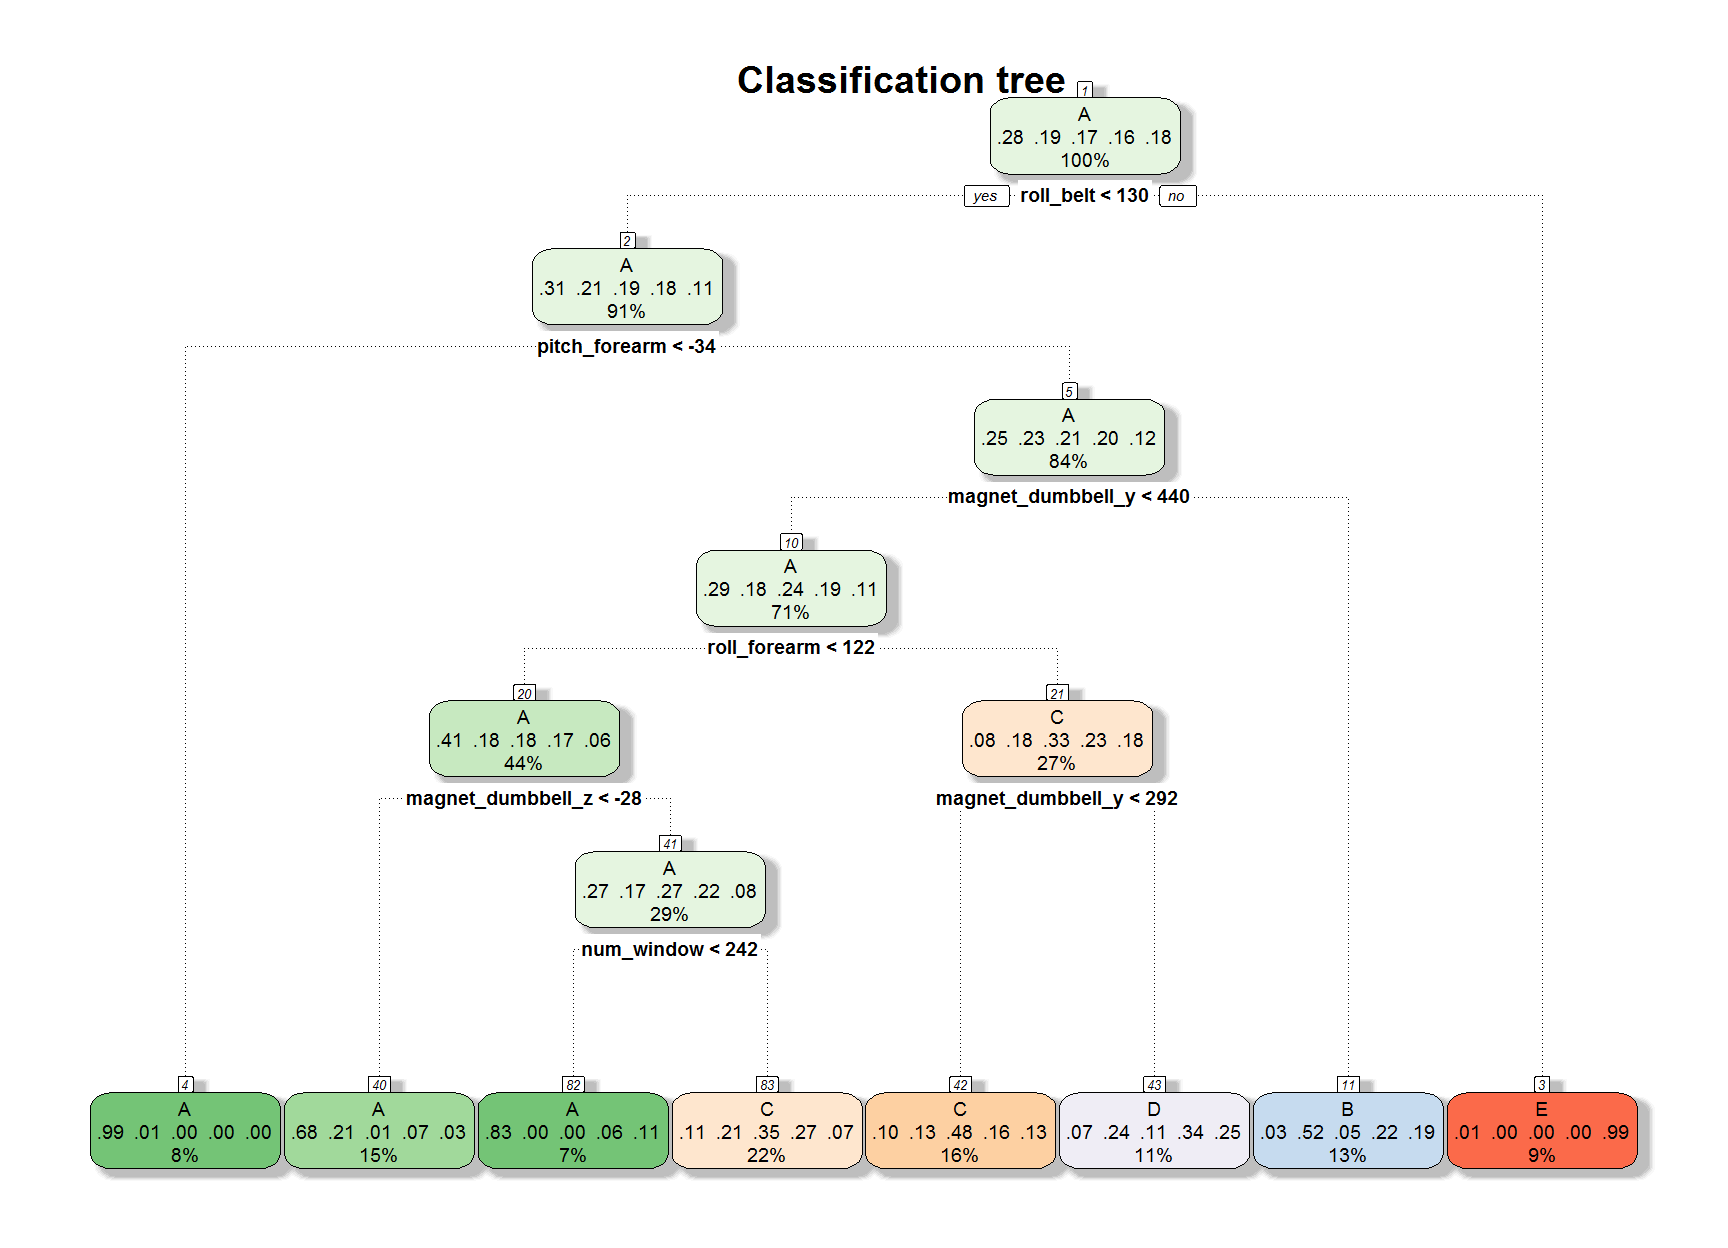 Classification tree
1
A
.28 .19 .17 .16 .18
100%
yes roll_belt < 130 no
2
A
.31 .21 .19 .18 .11
91%
pitch_forearm < -34
5
A
.25 .23 .21 .20 .12
84%
magnet_dumbbell_y < 440
10
A
.29 .18 .24 .19 .11
71%
roll_forearm < 122
20
A
.41 .18 .18 .17 .06
44%
magnet_dumbbell_z < -28
21
C
.08 .18 .33 .23 .18
27%
magnet_dumbbell_y < 292
41
A
.27 .17 .27 .22 .08
29%
num_window < 242
4
A
.99 .01 .00 .00 .00
8%
40
A
.68 .21 .01 .07 .03
15%
82
A
.83 .00 .00 .06 .11
7%
83
C
.11 .21 .35 .27 .07
22%
42
C
.10 .13 .48 .16 .13
16%
43
D
.07 .24 .11 .34 .25
11%
11
B
.03 .52 .05 .22 .19
13%
3
E
.01 .00 .00 .00 .99
9%